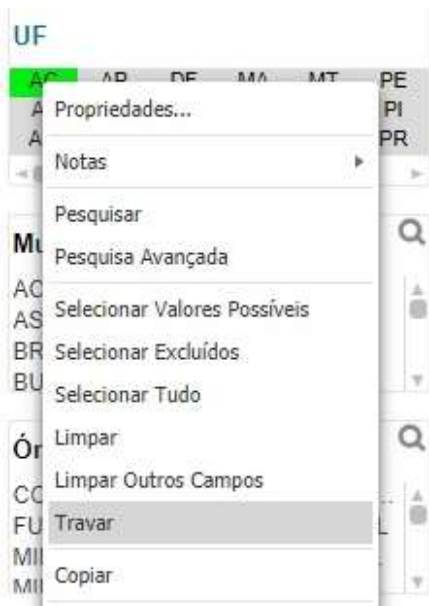 UF
AC AP DF MA MT PE
Propriedades... PI
PR
Notas
Pesquisar
Pesquisa Avançada
Selecionar Valores Possíveis
Selecionar Excluídos
Selecionar Tudo
Limpar
Limpar Outros Campos
Travar
Copiar